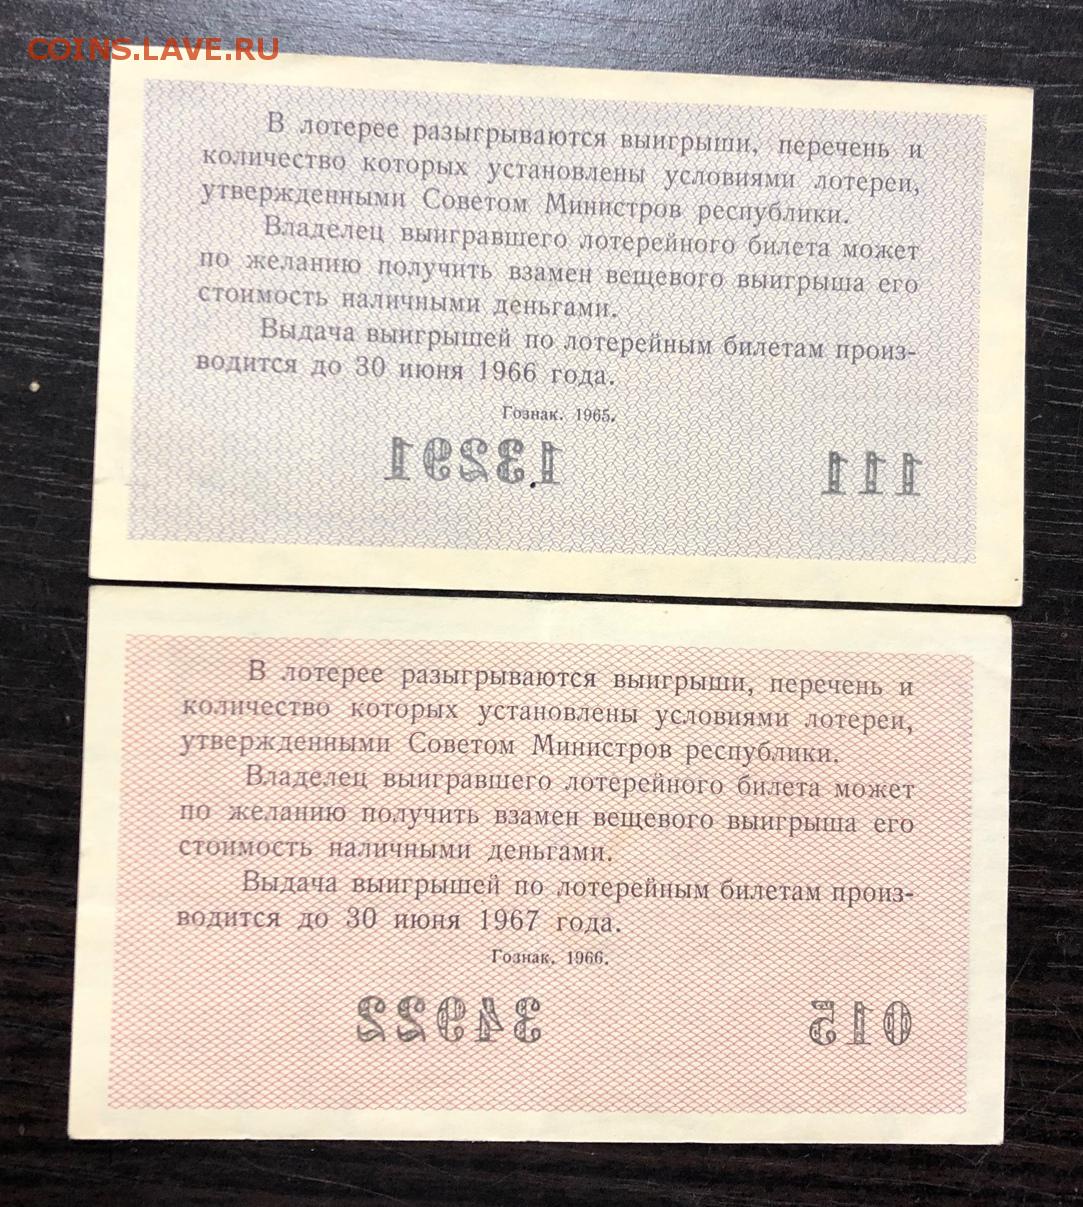 COINS.LAVE.RU
В лотерее разыгрываются выигрыши, перечень и
количество которых установлены условиями лотереи,
утвержденными Советом Министров республики.
Владелец выигравшего лотерейного билета может
по желанию получить взамен вещевого выигрыша его
стоимость наличными деньгами.
Выдача выигрышей по лотерейным билетам произ-
водится до 30 июня 1966 года.
Гознак. 1965.
13291 111
В лотерее разыгрываются выигрыши, перечень и
количество которых установлены условиями лотереи,
утвержденными Советом Министров республики.
Владелец выигравшего лотерейного билета может
по желанию получить взамен вещевого выигрыша его
стоимость наличными деньгами.
Выдача выигрышей по лотерейным билетам произ-
водится до 30 июня 1967 года.
Гознак. 1966.
34922 015